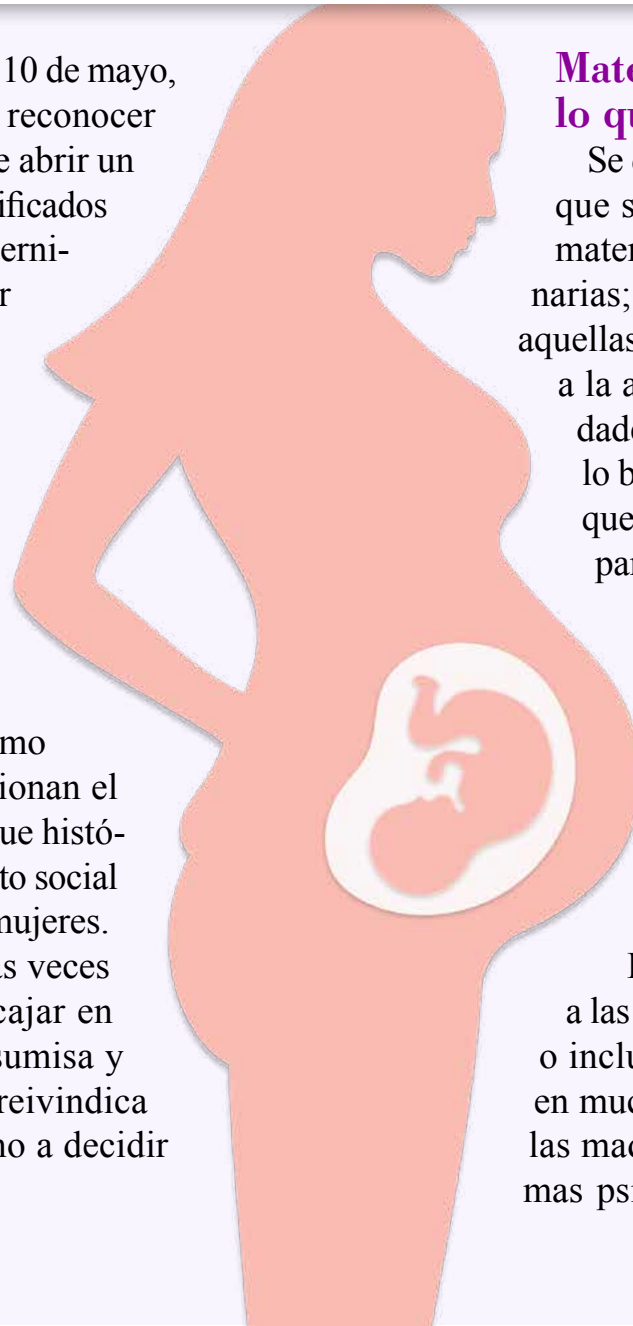 10 de mayo,
reconocer
e abrir un
ificados
erni-
r
mo
ionan el
ue histó-
to social
mujeres.
as veces
cajar en
sumisa y
reivindica
no a decidir
Mate
lo qu
Se
que s
mater
narias;
aquellas
a la a
dade
lo b
que
par
a las
o inclu
en muc
las mad
mas psi